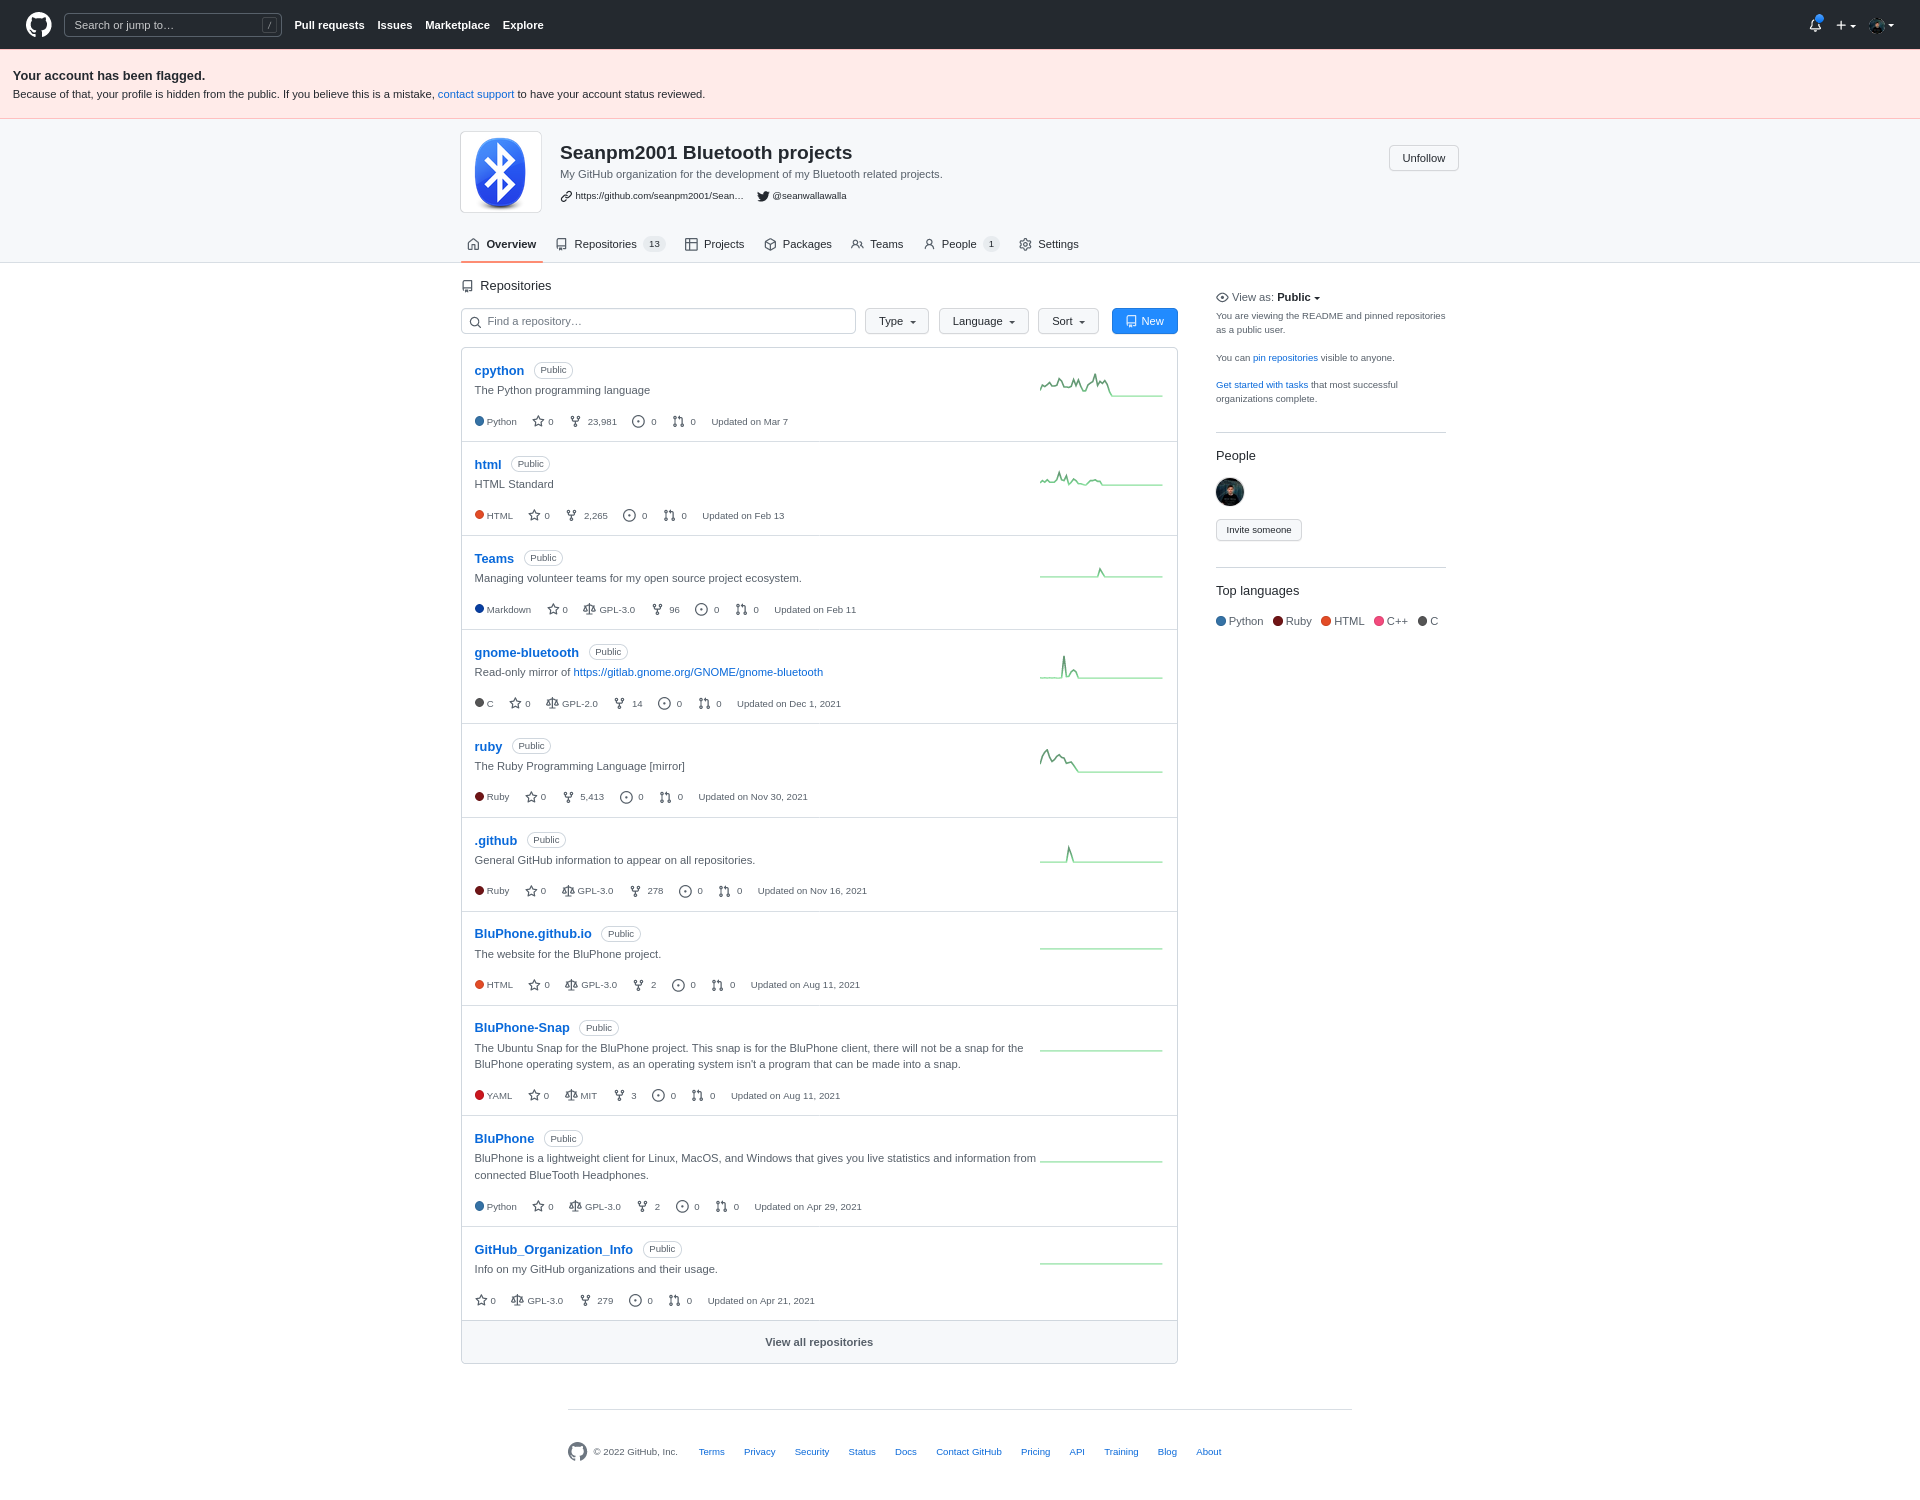 Search or jump to… /
Pull requests Issues Marketplace Explore
Your account has been flagged.
Because of that, your profile is hidden from the public. If you believe this is a mistake, contact support to have your account status reviewed.
Seanpm2001 Bluetooth projects
My GitHub organization for the development of my Bluetooth related projects.
https://github.com/seanpm2001/Sean… @seanwallawalla
Unfollow
Overview Repositories 13 Projects Packages Teams People 1 Settings
Repositories
Find a repository… Type Language Sort New
cpython Public
The Python programming language
Python 0 23,981 0 0 Updated on Mar 7
html Public
HTML Standard
HTML 0 2,265 0 0 Updated on Feb 13
Teams Public
Managing volunteer teams for my open source project ecosystem.
Markdown 0 GPL-3.0 96 0 0 Updated on Feb 11
gnome-bluetooth Public
Read-only mirror of https://gitlab.gnome.org/GNOME/gnome-bluetooth
C 0 GPL-2.0 14 0 0 Updated on Dec 1, 2021
ruby Public
The Ruby Programming Language [mirror]
Ruby 0 5,413 0 0 Updated on Nov 30, 2021
.github Public
General GitHub information to appear on all repositories.
Ruby 0 GPL-3.0 278 0 0 Updated on Nov 16, 2021
BluPhone.github.io Public
The website for the BluPhone project.
HTML 0 GPL-3.0 2 0 0 Updated on Aug 11, 2021
BluPhone-Snap Public
The Ubuntu Snap for the BluPhone project. This snap is for the BluPhone client, there will not be a snap for the
BluPhone operating system, as an operating system isn't a program that can be made into a snap.
YAML 0 MIT 3 0 0 Updated on Aug 11, 2021
BluPhone Public
BluPhone is a lightweight client for Linux, MacOS, and Windows that gives you live statistics and information from
connected BlueTooth Headphones.
Python 0 GPL-3.0 2 0 0 Updated on Apr 29, 2021
GitHub_Organization_Info Public
Info on my GitHub organizations and their usage.
0 GPL-3.0 279 0 0 Updated on Apr 21, 2021
View all repositories
View as: Public
You are viewing the README and pinned repositories
as a public user.
You can pin repositories visible to anyone.
Get started with tasks that most successful
organizations complete.
People
Invite someone
Top languages
Python Ruby HTML C++ C
© 2022 GitHub, Inc. Terms Privacy Security Status Docs Contact GitHub Pricing API Training Blog About